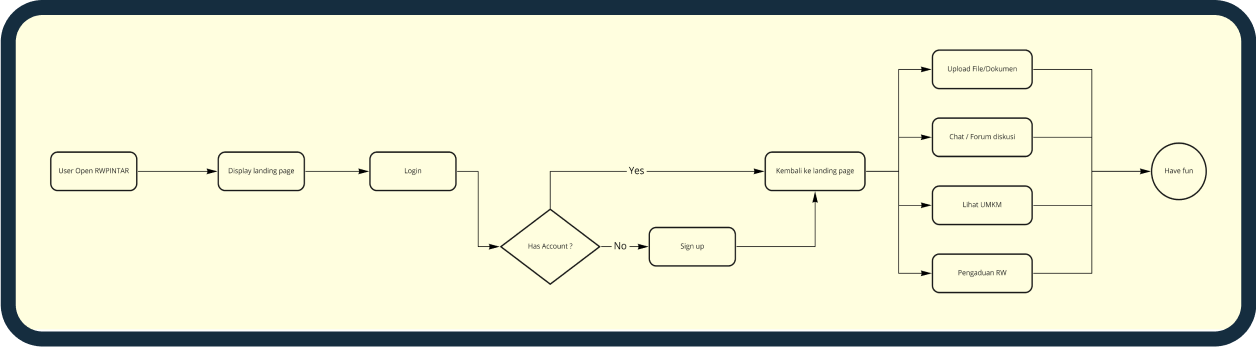 User Open RWPINTAR
Display landing page
Login
Has Account ?
Yes
No
Sign up
Kembali ke landing page
Upload File/Dokumen
Chat / Forum diskusi
Lihat UMKM
Pengaduan RW
Have fun